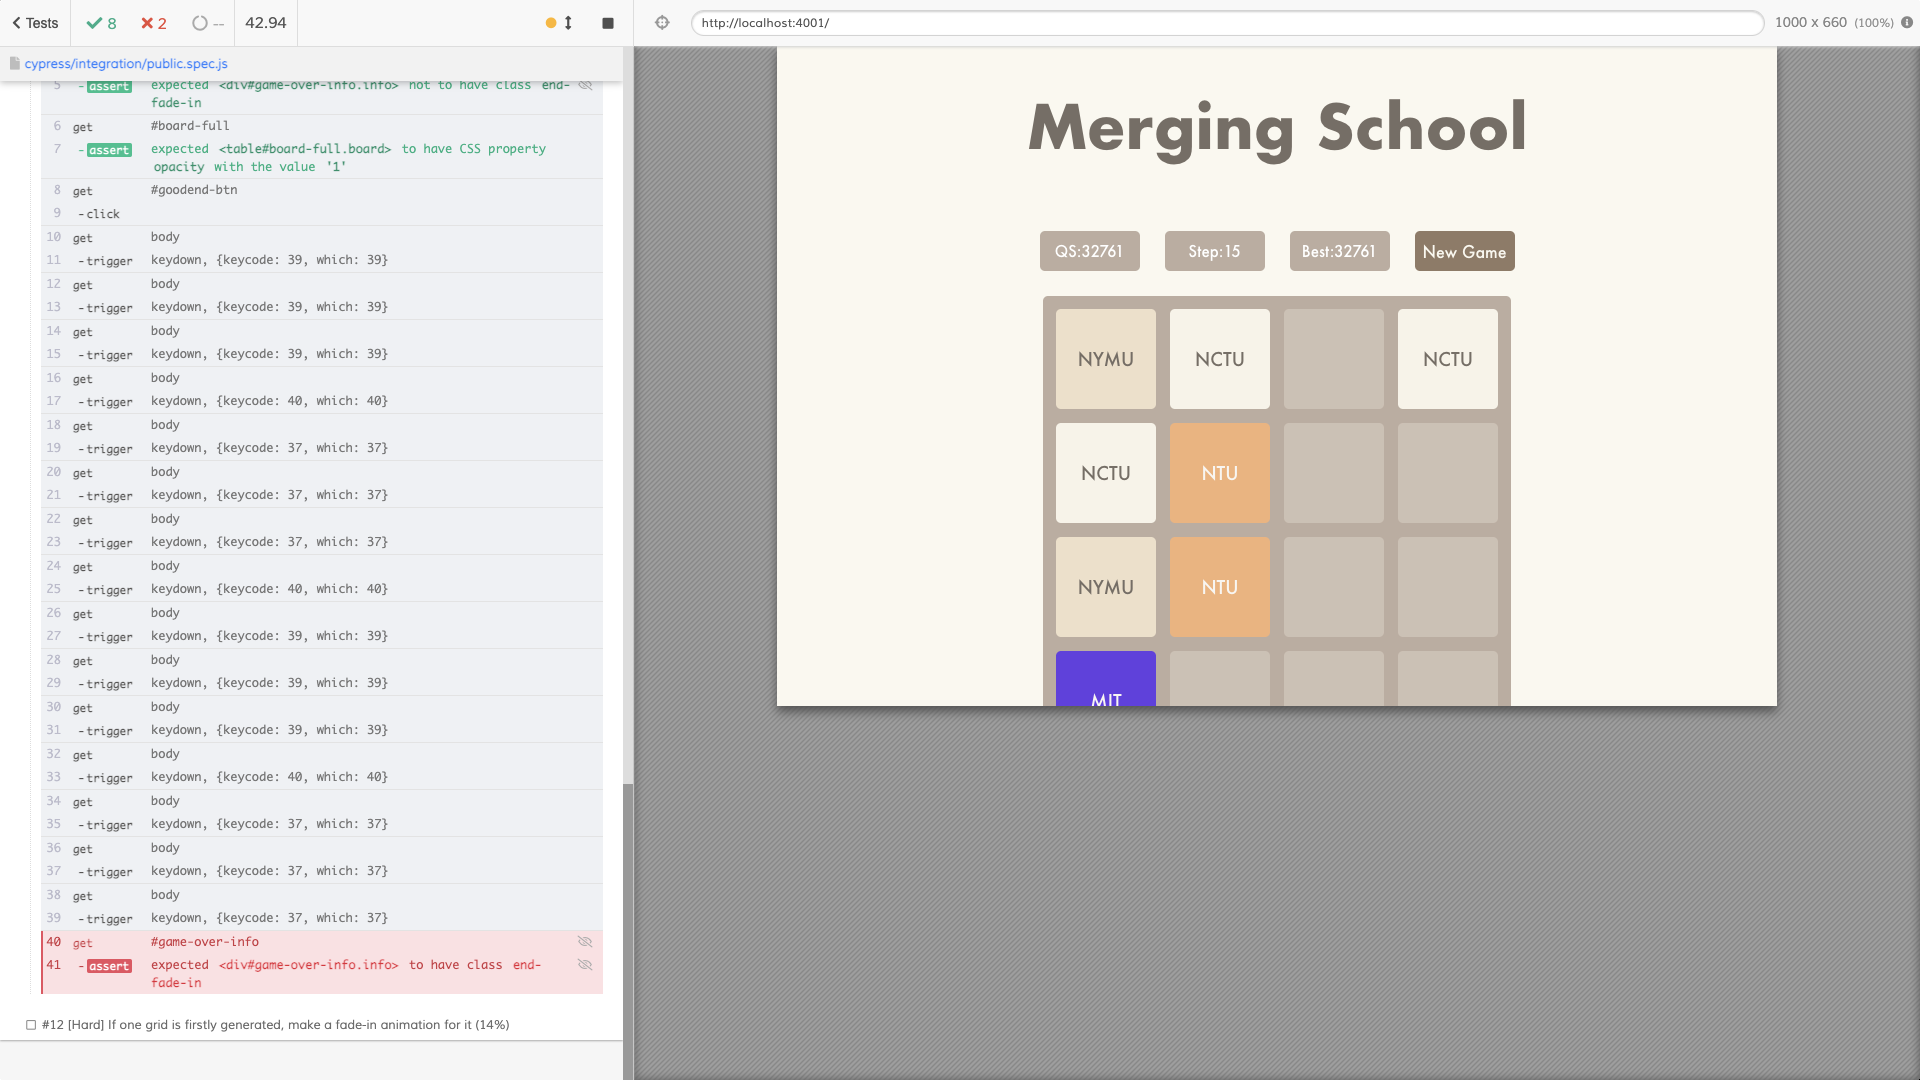 Tests 8 2 -- 42.94
http://localhost:4001/ 1000 x 660 (100%)
cypress/integration/public.spec.js
5 -assert expected <div#game-over-info.info> not to have class end-
fade-in
6 get #board-full
7 -assert expected <table#board-full.board> to have CSS property
opacity with the value '1'
8 get #goodend-btn
9 -click
10 get body
11 -trigger keydown, {keycode: 39, which: 39}
12 get body
13 -trigger keydown, {keycode: 39, which: 39}
14 get body
15 -trigger keydown, {keycode: 39, which: 39}
16 get body
17 -trigger keydown, {keycode: 40, which: 40}
18 get body
19 -trigger keydown, {keycode: 37, which: 37}
20 get body
21 -trigger keydown, {keycode: 37, which: 37}
22 get body
23 -trigger keydown, {keycode: 37, which: 37}
24 get body
25 -trigger keydown, {keycode: 40, which: 40}
26 get body
27 -trigger keydown, {keycode: 39, which: 39}
28 get body
29 -trigger keydown, {keycode: 39, which: 39}
30 get body
31 -trigger keydown, {keycode: 39, which: 39}
32 get body
33 -trigger keydown, {keycode: 40, which: 40}
34 get body
35 -trigger keydown, {keycode: 37, which: 37}
36 get body
37 -trigger keydown, {keycode: 37, which: 37}
38 get body
39 -trigger keydown, {keycode: 37, which: 37}
40 get #game-over-info
41 -assert expected <div#game-over-info.info> to have class end-
fade-in
#12 [Hard] If one grid is firstly generated, make a fade-in animation for it (14%)
Merging School
QS:32761 Step:15 Best:32761 New Game
NYMU NCTU NCTU
NCTU NTU
NYMU NTU
MIT